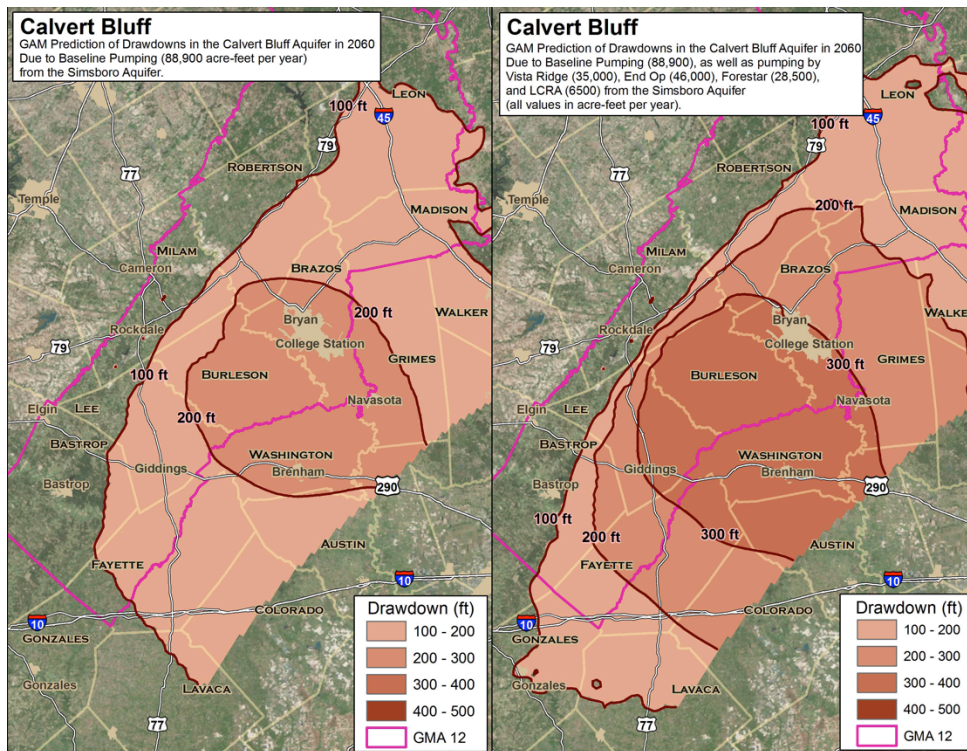 Calvert Bluff
GAM Prediction of Drawdowns in the Calvert Bluff Aquifer in 2060
Due to Baseline Pumping (88,900 acre-feet per year)
from the Simsboro Aquifer.
LEON
100 ft
45
79
ROBERTSON
77
Temple
MADISON
MILAM
Cameron
BRAZOS
200 ft
WALKER
Rockdale
Bryan
College Station
79
GRIMES
100 ft
BURLESON
Navasota
Elgin
LEE
200 ft
BASTROP
WASHINGTON
Giddings
Brenham
Bastrop
290
AUSTIN
FAYETTE
10
COLORADO
10
GONZALES
Gonzales
LAVACA
77
Drawdown (ft)
100 - 200
200 - 300
300 - 400
400 - 500
GMA 12
Calvert Bluff
GAM Prediction of Drawdowns in the Calvert Bluff Aquifer in 2060
Due to Baseline Pumping (88,900), as well as pumping by
Vista Ridge (35,000), End Op (46,000), Forestar (28,500),
and LCRA (6500) from the Simsboro Aquifer
(all values in acre-feet per year).
LEON
100 ft
45
79
ROBERTSON
77
Temple
200 ft
MADISON
MILAM
Cameron
BRAZOS
WALKE
Rockdale
Bryan
College Station
79
GRIMES
300 ft
BURLESON
Navasota
Elgin
LEE
BASTROP
WASHINGTON
Giddings
Brenham
Bastrop
290
100 ft
200 ft
300 ft
AUSTIN
FAYETTE
10
COLORADO
10
GONZALES
Gonzales
LAVACA
77
Drawdown (ft)
100 - 200
200 - 300
300 - 400
400 - 500
GMA 12